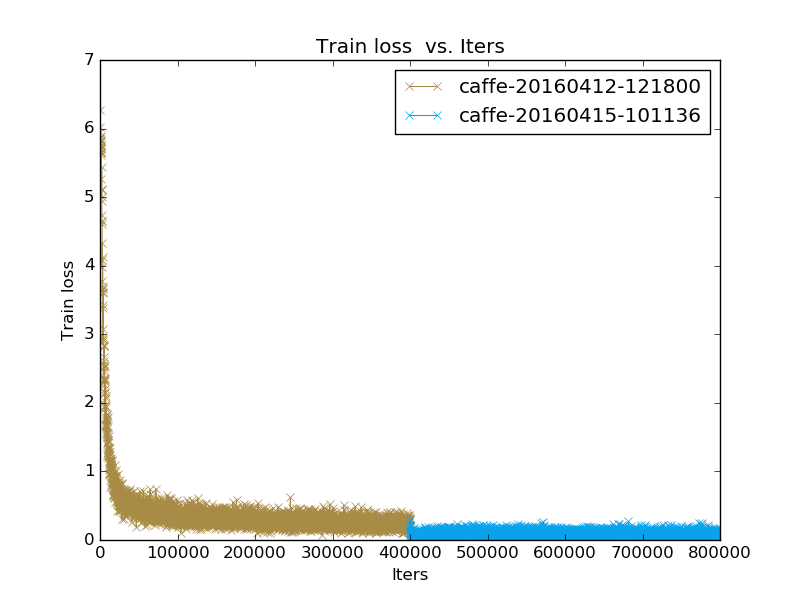 Train loss  vs. Iters
7
6
5
4
3
2
1
0
Train loss
caffe-20160412-121800
caffe-20160415-101136
0 100000 200000 300000 400000 500000 600000 700000 800000
Iters